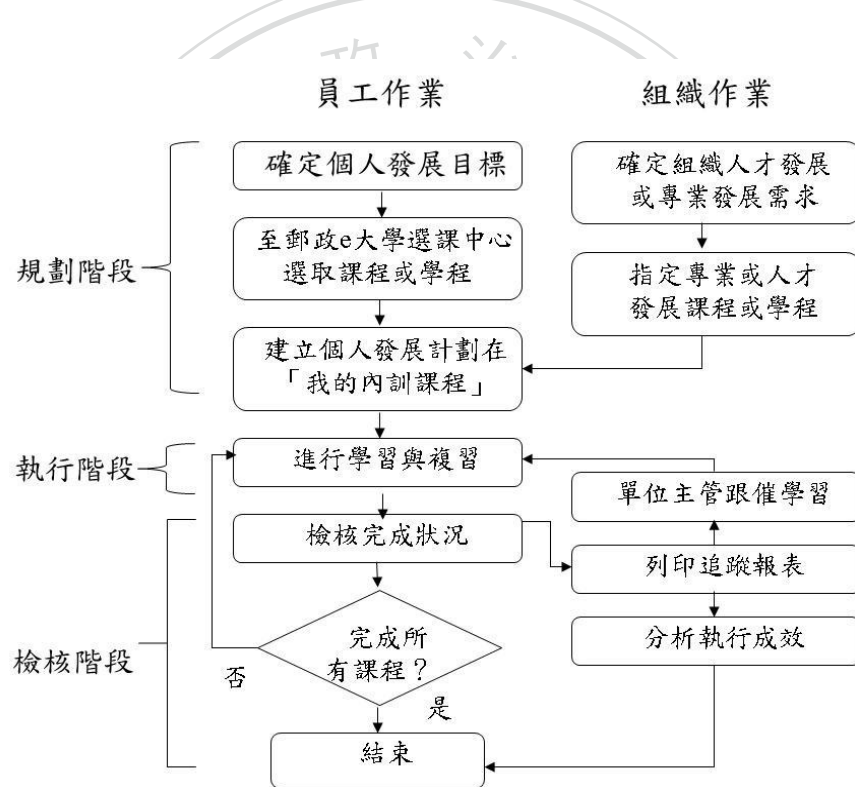 政 治
員工作業
組織作業
規劃階段
確定個人發展目標
至郵政e大學選課中心
選取課程或學程
建立個人發展計劃在
「我的內訓課程」
確定組織人才發展
或專業發展需求
指定專業或人才
發展課程或學程
執行階段
進行學習與複習
單位主管跟催學習
檢核階段
檢核完成狀況
列印追蹤報表
完成所
有課程？
否
是
分析執行成效
結束